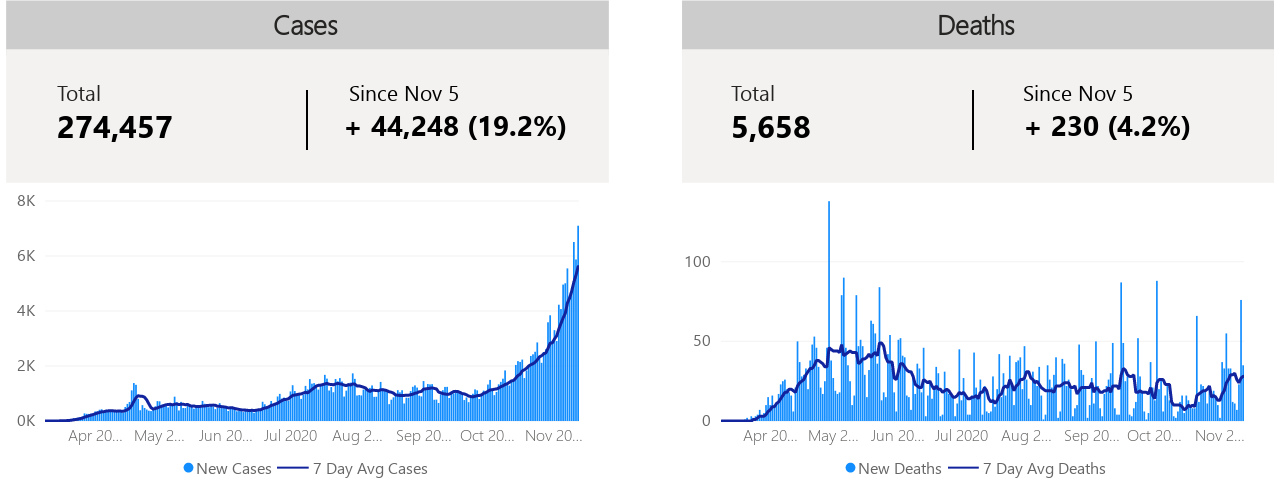 Cases
Total
274,457
Since Nov 5
+ 44,248 (19.2%)
8K
6K
4K
2K
0K
Apr 20... May 2... Jun 20... Jul 2020 Aug 2... Sep 20... Oct 20... Nov 20...
New Cases 7 Day Avg Cases
Deaths
Total
5,658
Since Nov 5
+ 230 (4.2%)
100
50
0
Apr 20... May 2... Jun 20... Jul 2020 Aug 2... Sep 20... Oct 20... Nov 2...
New Deaths 7 Day Avg Deaths